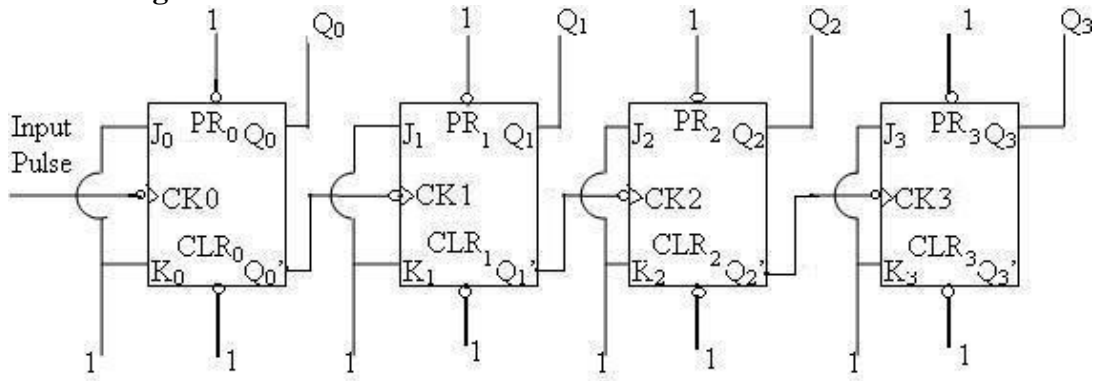 1 Q₀ 1 Q₁ 1 Q₂ 1 Q₃
Input
Pulse
J₀ PR₀ Q₀ J₁ PR₁ Q₁ J₂ PR₂ Q₂ J₃ PR₃ Q₃
CK0 CK1 CK2 CK3
CLR₀ CLR₁ CLR₂ CLR₃
K₀ Q₀' K₁ Q₁' K₂ Q₂' K₃ Q₃'
1 1 1 1 1 1 1 1